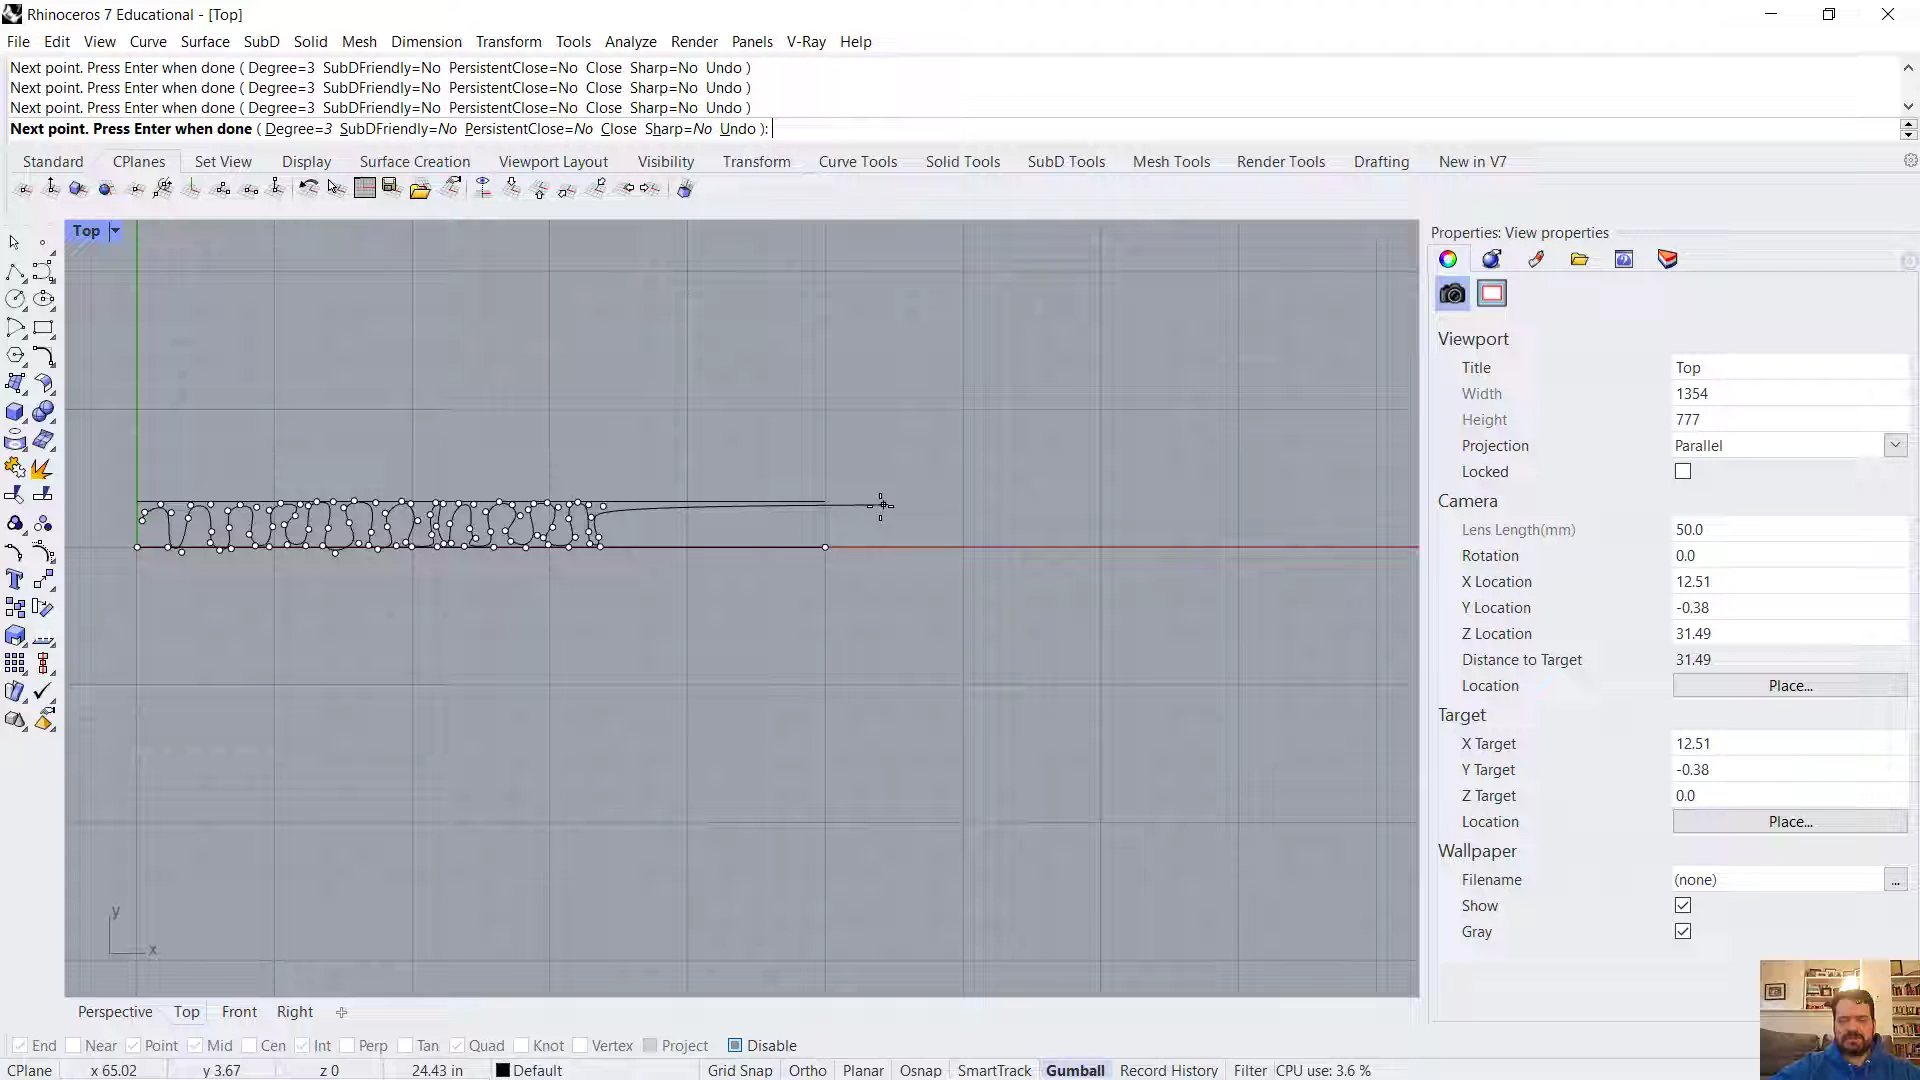 Rhinoceros 7 Educational - [Top]
File Edit View Curve Surface SubD Solid Mesh Dimension Transform Tools Analyze Render Panels V-Ray Help
Next point. Press Enter when done ( Degree=3 SubDFriendly=No PersistentClose=No Close Sharp=No Undo )
Next point. Press Enter when done ( Degree=3 SubDFriendly=No PersistentClose=No Close Sharp=No Undo )
Next point. Press Enter when done ( Degree=3 SubDFriendly=No PersistentClose=No Close Sharp=No Undo )
Next point. Press Enter when done ( Degree=3 SubDFriendly=No PersistentClose=No Close Sharp=No Undo ):
Standard CPlanes Set View Display Surface Creation Viewport Layout Visibility Transform Curve Tools Solid Tools SubD Tools Mesh Tools Render Tools Drafting New in V7
Top
Properties: View properties
Viewport
Title Top
Width 1354
Height 777
Projection Parallel
Locked
Camera
Lens Length(mm) 50.0
Rotation 0.0
X Location 12.51
Y Location -0.38
Z Location 31.49
Distance to Target 31.49
Location Place...
Target
X Target 12.51
Y Target -0.38
Z Target 0.0
Location Place...
Wallpaper
Filename (none) ...
Show
Gray
y
x
Perspective Top Front Right
End Near Point Mid Cen Int Perp Tan Quad Knot Vertex Project Disable
CPlane x 65.02 y 3.67 z 0 24.43 in Default Grid Snap Ortho Planar Osnap SmartTrack Gumball Record History Filter CPU use: 3.6 %